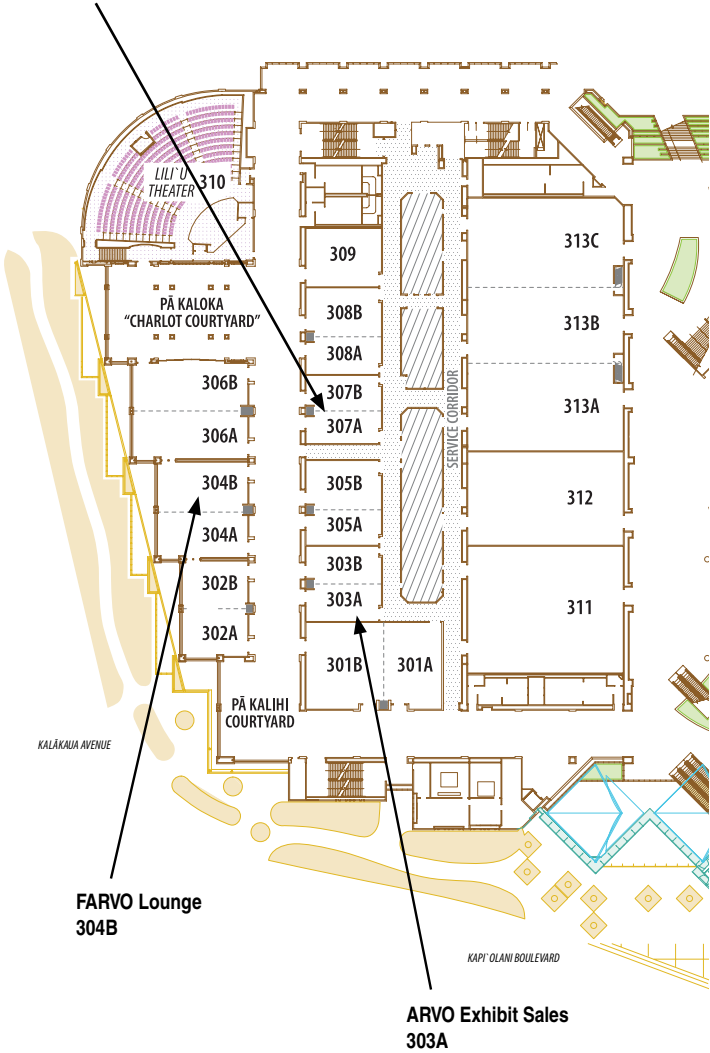 LILI`U
THEATER
310
309
313C
PĀ KALOKA
“CHARLOT COURTYARD”
308B
308A
313B
306B
307B
306A
307A
313A
SERVICE CORRIDOR
304B
305B
312
304A
305A
302B
303B
303A
311
302A
301B
301A
PĀ KALIHI
COURTYARD
KALĀKAUA AVENUE
FARVO Lounge
304B
KAPI`OLANI BOULEVARD
ARVO Exhibit Sales
303A